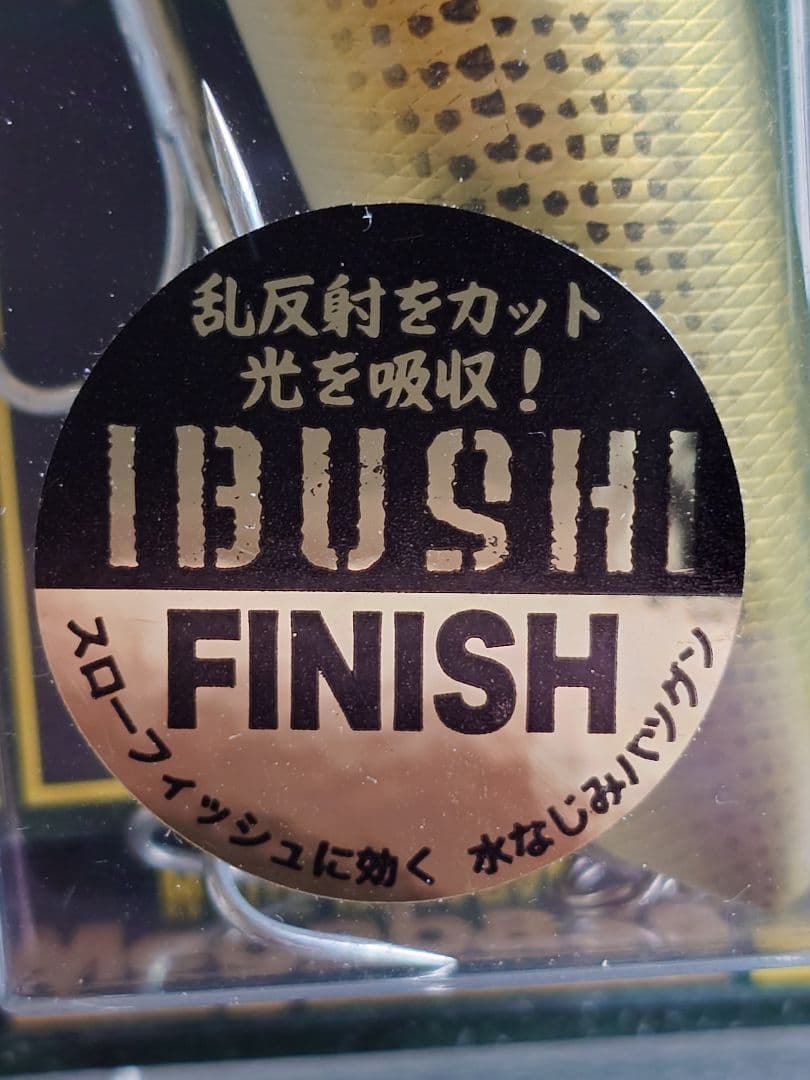 乱反射をカット
光を吸収！
IBUSHI
FINISH
スローフィッシュに効く 水なじみバツグン